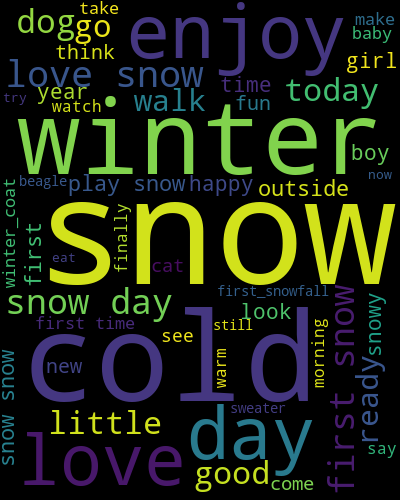 take
dog
go
enjoy
make
baby
think
girl
love snow
time
today
year
watch
walk
fun
try
winter
boy
beagle
play snow
happy
outside
now
winter_coat
first
snow
finally
eat
cat
snow day
first_snowfall
look
first time
see
still
cold
new
warm
morning
first snow
snowy
ready
snow snow
little
day
sweater
love
good
come
say